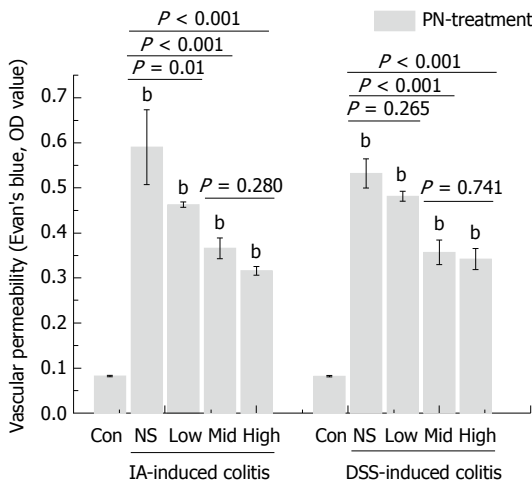 PN-treatment
P < 0.001
P < 0.001
P = 0.01
b
b
P = 0.280
b
b
P < 0.001
P < 0.001
P = 0.265
b
b
P = 0.741
b
b
Vascular permeability (Evan's blue, OD value)
0.7
0.6
0.5
0.4
0.3
0.2
0.1
0.0
Con NS Low Mid High
IA-induced colitis
Con NS Low Mid High
DSS-induced colitis